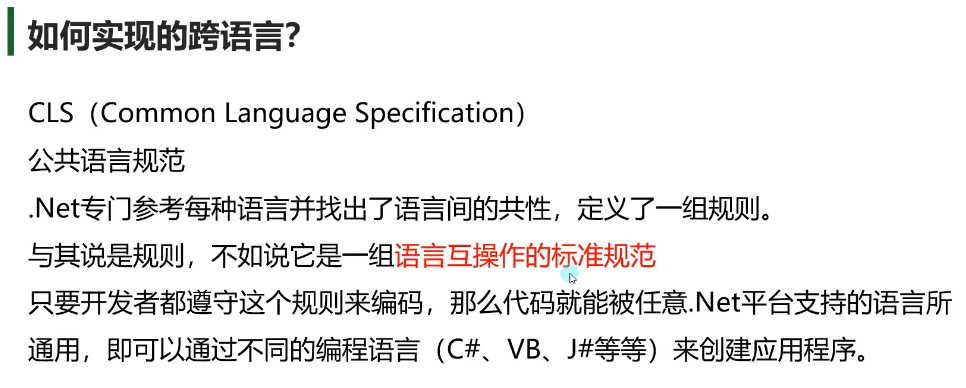 如何实现的跨语言?
CLS（Common Language Specification）
公共语言规范
.Net专门参考每种语言并找出了语言间的共性，定义了一组规则。
与其说是规则，不如说它是一组语言互操作的标准规范
只要开发者都遵守这个规则来编码，那么代码就能被任意.Net平台支持的语言所
通用，即可以通过不同的编程语言（C#、VB、J#等等）来创建应用程序。